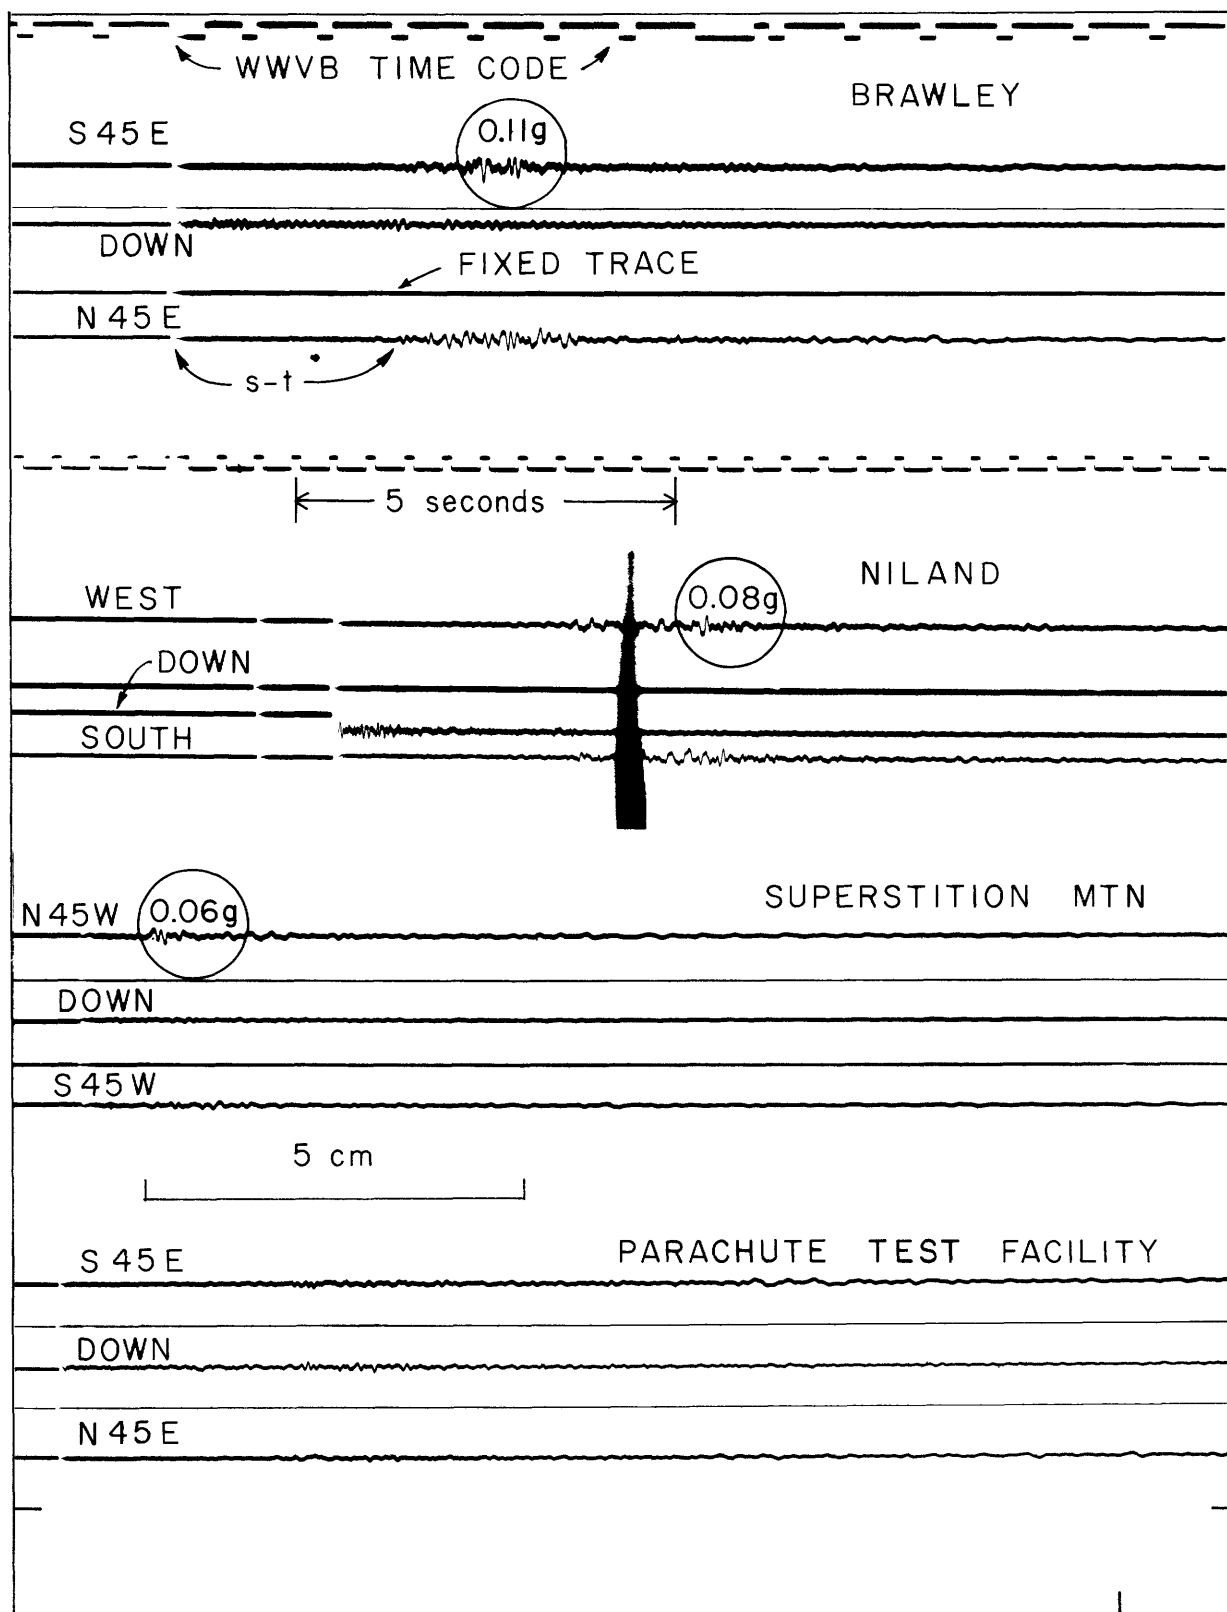 WWVB TIME CODE
BRAWLEY
S45E
0.11g
DOWN
FIXED TRACE
N45E
s-t
5 seconds
NILAND
WEST
0.08g
DOWN
SOUTH
SUPERSTITION MTN
N45W
0.06g
DOWN
S45W
5 cm
S45E
PARACHUTE TEST FACILITY
DOWN
N45E